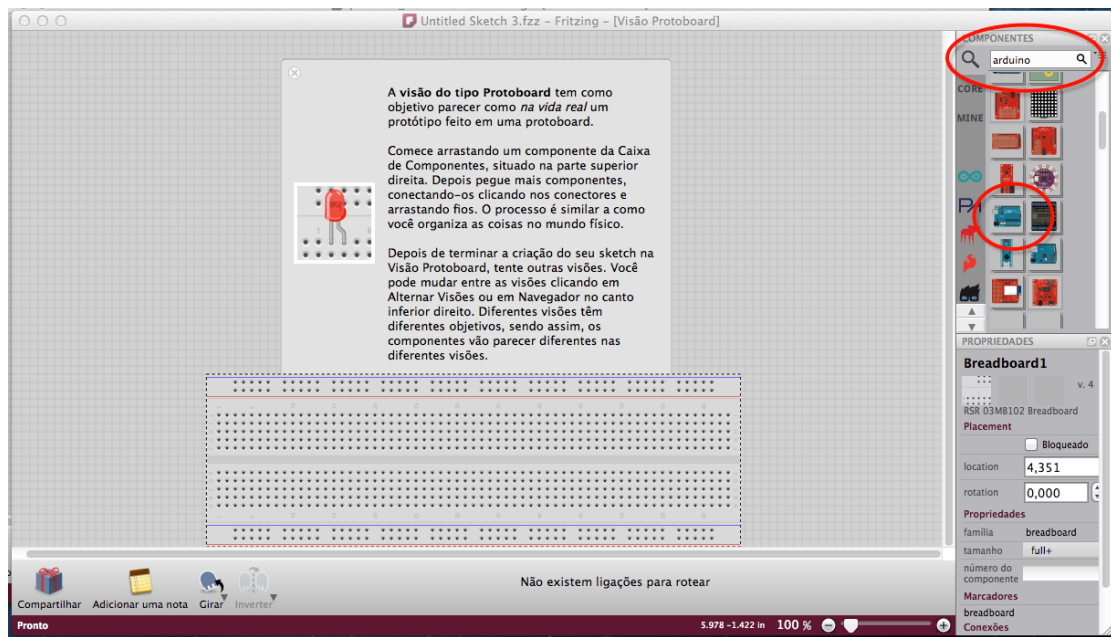 Untitled Sketch 3.fzz – Fritzing – [Visão Protoboard]
A visão do tipo Protoboard tem como
objetivo parecer como na vida real um
protótipo feito em uma protoboard.
Comece arrastando um componente da Caixa
de Componentes, situado na parte superior
direita. Depois pegue mais componentes,
conectando-os clicando nos conectores e
arrastando fios. O processo é similar a como
você organiza as coisas no mundo físico.
Depois de terminar a criação do seu sketch na
Visão Protoboard, tente outras visões. Você
pode mudar entre as visões clicando em
Alternar Visões ou em Navegador no canto
inferior direito. Diferentes visões têm
diferentes objetivos, sendo assim, os
componentes vão parecer diferentes nas
diferentes visões.
COMPONENTES
arduino
CORE
MINE
PROPRIEDADES
Breadboard1
v. 4
RSR 03MB102 Breadboard
Placement
Bloqueado
location 4,351
rotation 0,000
Propriedades
família breadboard
tamanho full+
número do
componente
Marcadores
breadboard
Conexões
Compartilhar Adicionar uma nota Girar Inverter
Não existem ligações para rotear
Pronto
5.978 -1.422 in 100 %